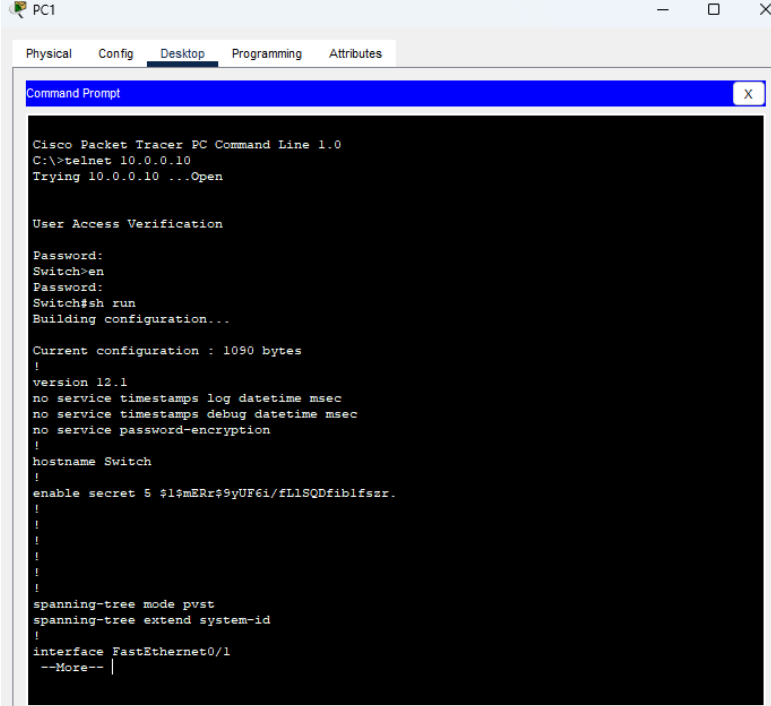 PC1
Physical Config Desktop Programming Attributes
Command Prompt X
Cisco Packet Tracer PC Command Line 1.0
C:\>telnet 10.0.0.10
Trying 10.0.0.10 ...Open
User Access Verification
Password:
Switch>en
Password:
Switch#sh run
Building configuration...
Current configuration : 1090 bytes
!
version 12.1
no service timestamps log datetime msec
no service timestamps debug datetime msec
no service password-encryption
!
hostname Switch
!
enable secret 5 $1$mERr$9yUF6i/fLlSQDfiblfszr.
!
!
!
!
!
!
spanning-tree mode pvst
spanning-tree extend system-id
!
interface FastEthernet0/1
--More--